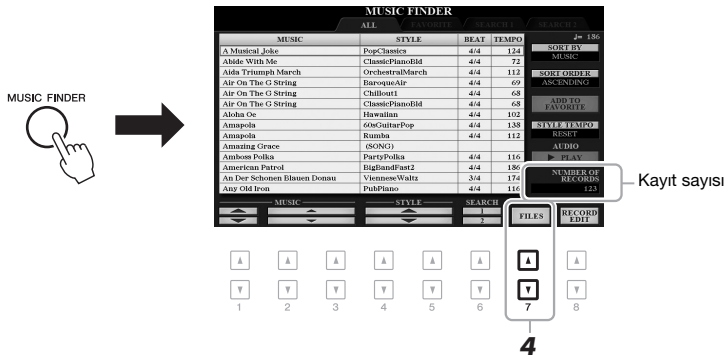 MUSIC FINDER
ALL FAVORITE SEARCH 1 SEARCH 2
MUSIC STYLE BEAT TEMPO
A Musical Joke PopClassics 4/4 124
Abide With Me ClassicPianoBld 4/4 72
Aida Triumph March OrchestralMarch 4/4 112
Air On The G String BaroqueAir 4/4 69
Air On The G String Chillout1 4/4 68
Air On The G String ClassicPianoBld 4/4 68
Aloha Oe Hawaiian 4/4 102
Amapola 60sGuitarPop 4/4 138
Amapola Rumba 4/4 112
Amazing Grace (SONG)
Amboss Polka PartyPolka 4/4 116
American Patrol BigBandFast2 4/4 186
An Der Schonen Blauen Donau VienneseWaltz 3/4 174
Any Old Iron PubPiano 4/4 116
♩= 186
SORT BY
MUSIC
SORT ORDER
ASCENDING
ADD TO
FAVORITE
STYLE TEMPO
RESET
AUDIO
► PLAY
NUMBER OF
RECORDS
123
MUSIC STYLE SEARCH
1
2
FILES
RECORD
EDIT
MUSIC FINDER
Kayıt sayısı
1 2 3 4 5 6 7 8
4